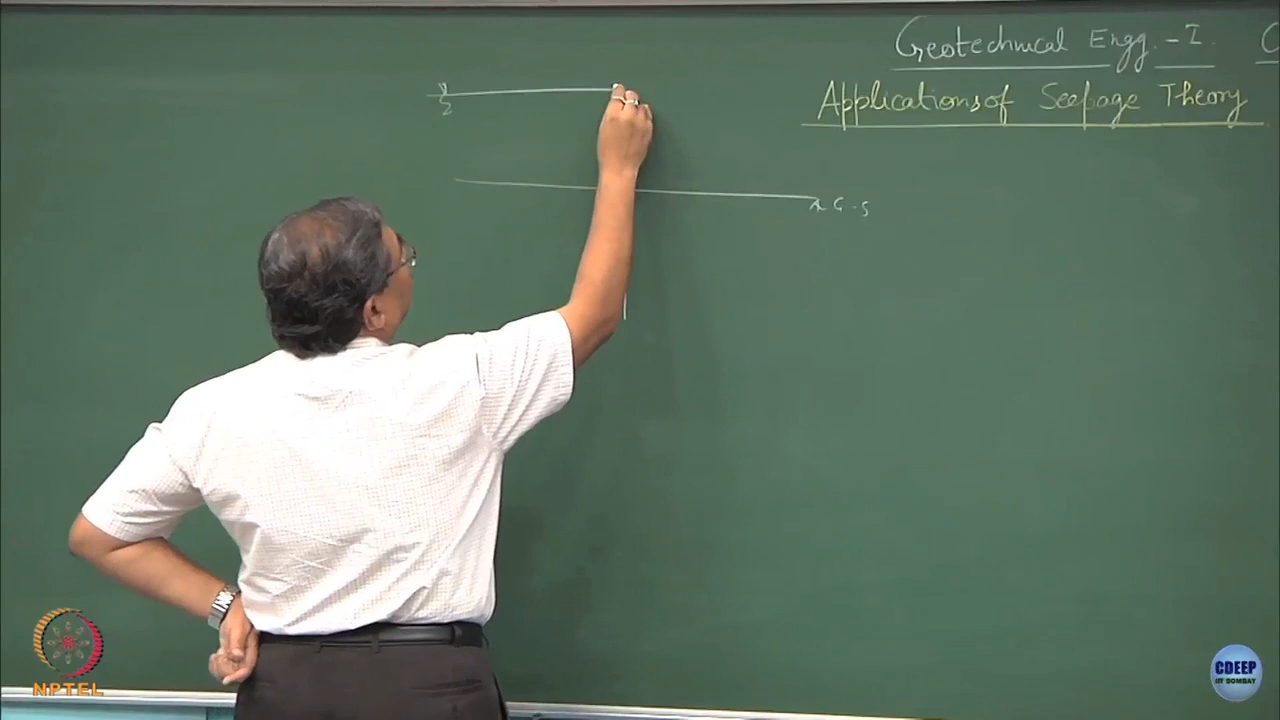 Geotechnical Engg. - I. C
Applications of Seepage Theory
G.S
NPTEL
CDEEP
IIT BOMBAY